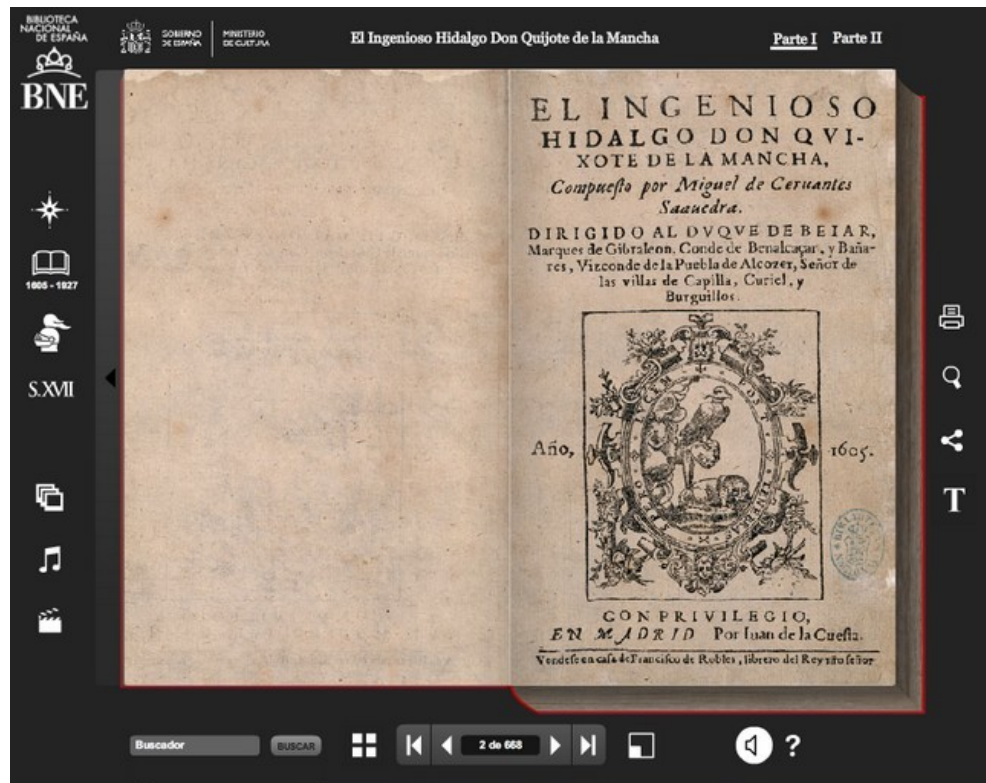 BIBLIOTECA
NACIONAL
DE ESPAÑA
BNE
GOBIERNO
DE ESPAÑA
MINISTERIO
DE CULTURA
El Ingenioso Hidalgo Don Quijote de la Mancha
Parte I Parte II
1605 - 1927
S.XVII
EL INGENIOSO
HIDALGO DON QVI-
XOTE DE LA MANCHA,
Compuesto por Miguel de Ceruantes
Saauedra.
DIRIGIDO AL DVQVE DE BEIAR,
Marques de Gibraleon, Conde de Benalcaçar, y Baña-
res, Vizconde de la Puebla de Alcozer, Señor de
las villas de Capilla, Curiel, y
Burguillos.
Año, 1605.
CON PRIVILEGIO,
EN MADRID Por Iuan de la Cuesta.
Vendese en casa de Francisco de Robles, librero del Rey nro señor
T
Buscador BUSCAR 2 de 668 ?